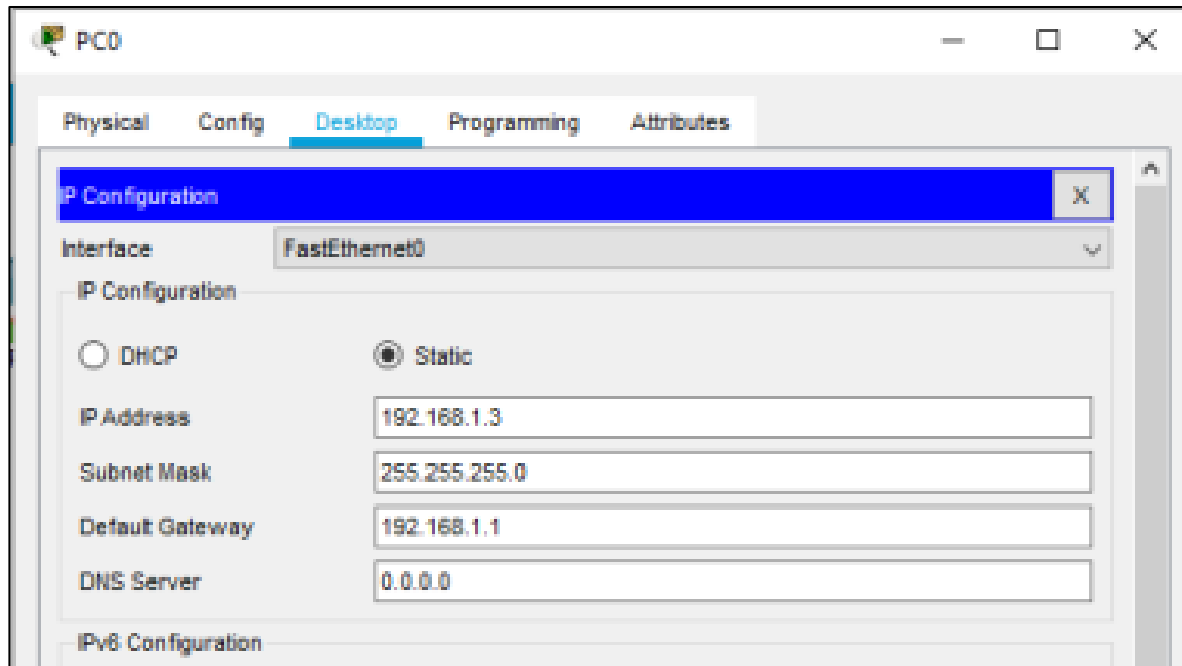 PC0
Physical Config Desktop Programming Attributes
IP Configuration X
Interface FastEthernet0
IP Configuration
DHCP Static
IP Address 192.168.1.3
Subnet Mask 255.255.255.0
Default Gateway 192.168.1.1
DNS Server 0.0.0.0
IPv6 Configuration